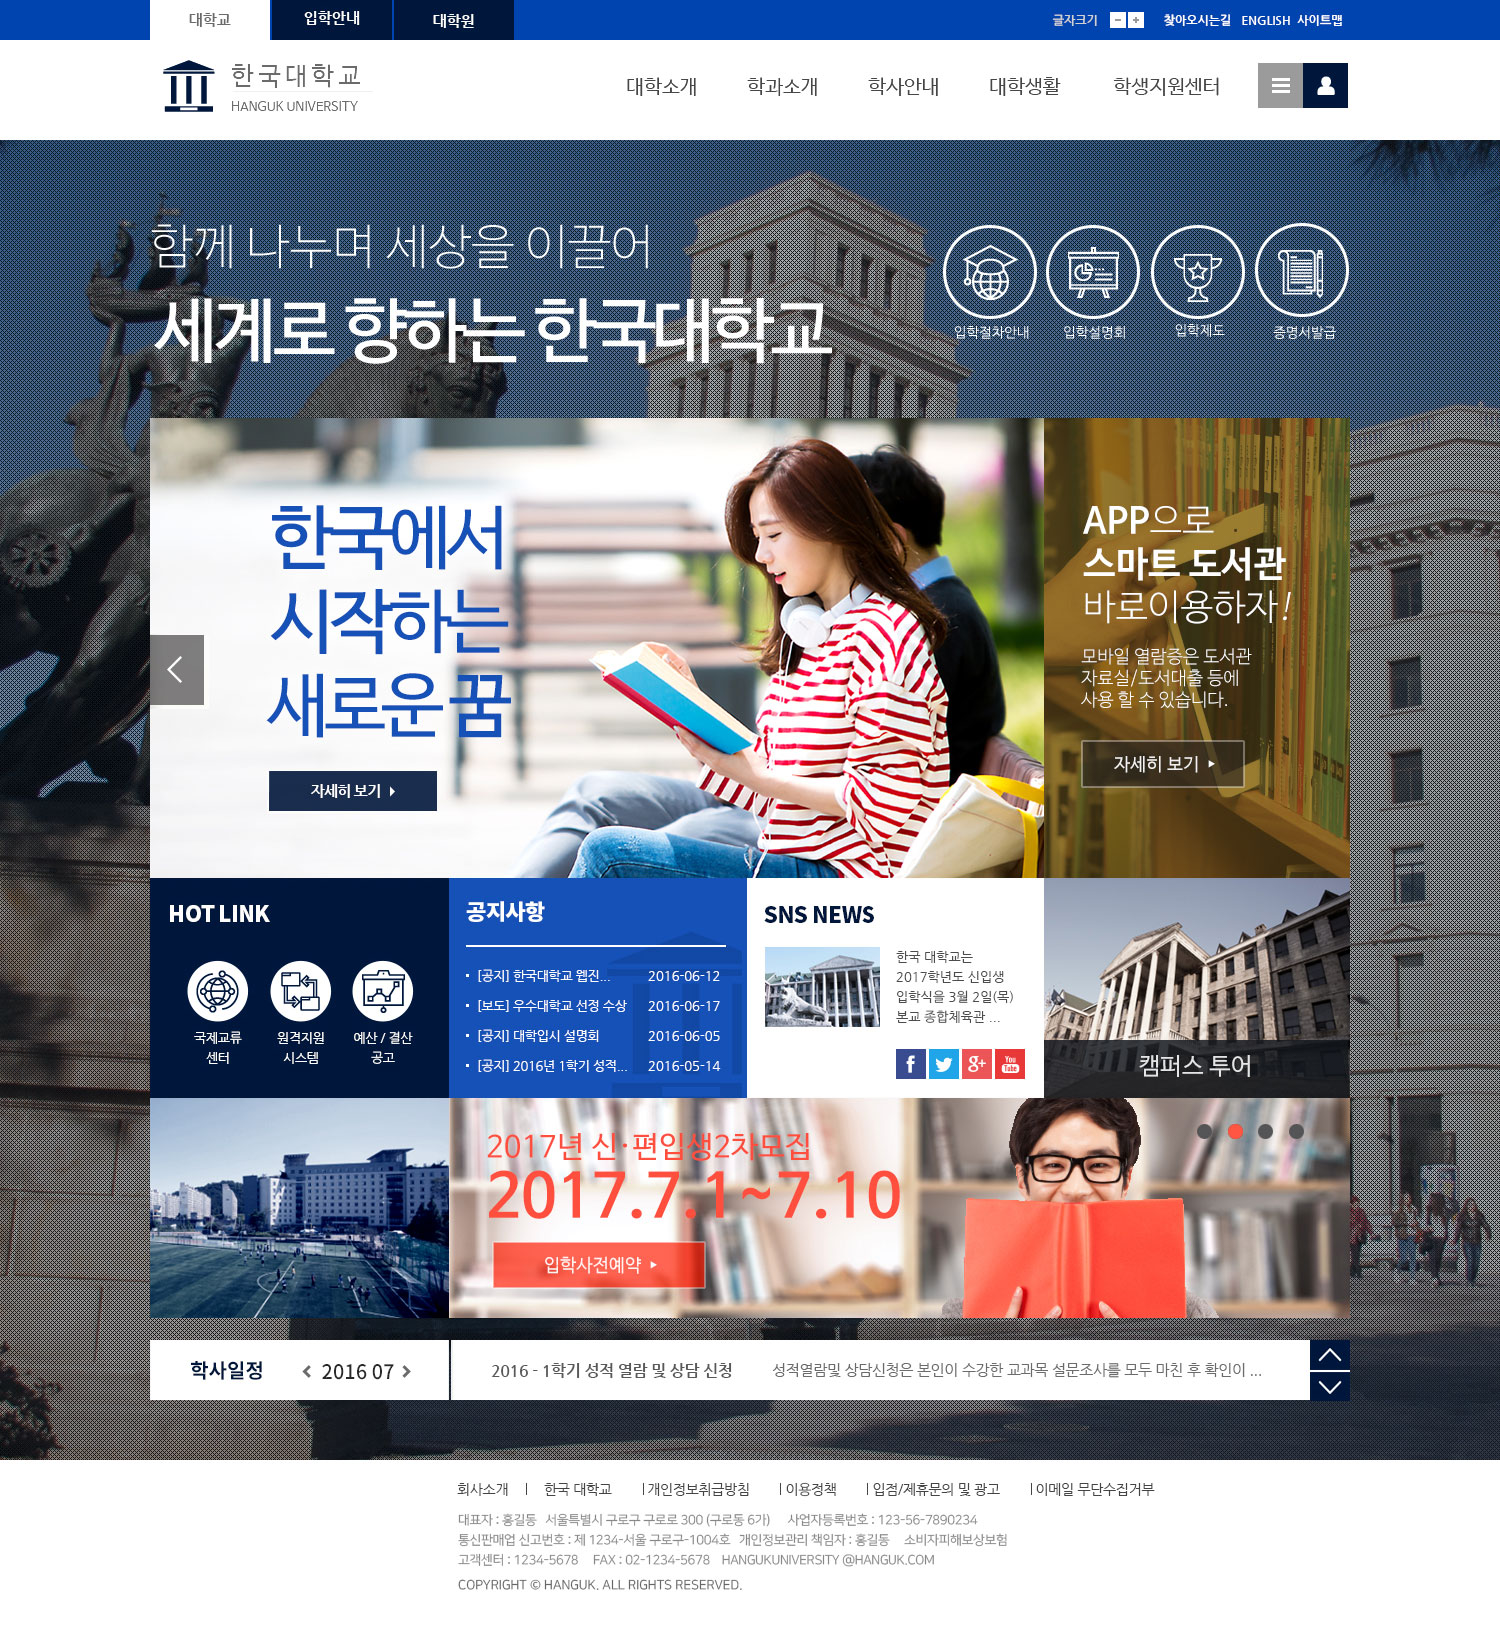 대학교 입학안내 대학원 글자크기 찾아오시는길 ENGLISH 사이트맵
한국대학교
HANGUK UNIVERSITY
대학소개 학과소개 학사안내 대학생활 학생지원센터
함께 나누며 세상을 이끌어
세계로 향하는 한국대학교
입학절차안내 입학설명회 입학제도 증명서발급
한국에서
시작하는
새로운 꿈
자세히 보기
APP으로
스마트 도서관
바로이용하자!
모바일 열람증은 도서관
자료실/도서대출 등에
사용 할 수 있습니다.
자세히 보기
HOT LINK
국제교류
센터
원격지원
시스템
예산 / 결산
공고
공지사항
[공지] 한국대학교 웹진... 2016-06-12
[보도] 우수대학교 선정 수상 2016-06-17
[공지] 대학입시 설명회 2016-06-05
[공지] 2016년 1학기 성적... 2016-05-14
SNS NEWS
한국 대학교는
2017학년도 신입생
입학식을 3월 2일(목)
본교 종합체육관 ...
f
g+
You Tube
캠퍼스 투어
2017년 신·편입생2차모집
2017.7.1~7.10
입학사전예약
학사일정 2016 07
2016 - 1학기 성적 열람 및 상담 신청 성적열람및 상담신청은 본인이 수강한 교과목 설문조사를 모두 마친 후 확인이 ...
회사소개 | 한국 대학교 | 개인정보취급방침 | 이용정책 | 입점/제휴문의 및 광고 | 이메일 무단수집거부
대표자 : 홍길동 서울특별시 구로구 구로로 300 (구로동 6가) 사업자등록번호 : 123-56-7890234
통신판매업 신고번호 : 제 1234-서울 구로구-1004호 개인정보관리 책임자 : 홍길동 소비자피해보상보험
고객센터 : 1234-5678 FAX : 02-1234-5678 HANGUKUNIVERSITY @HANGUK.COM
COPYRIGHT © HANGUK. ALL RIGHTS RESERVED.